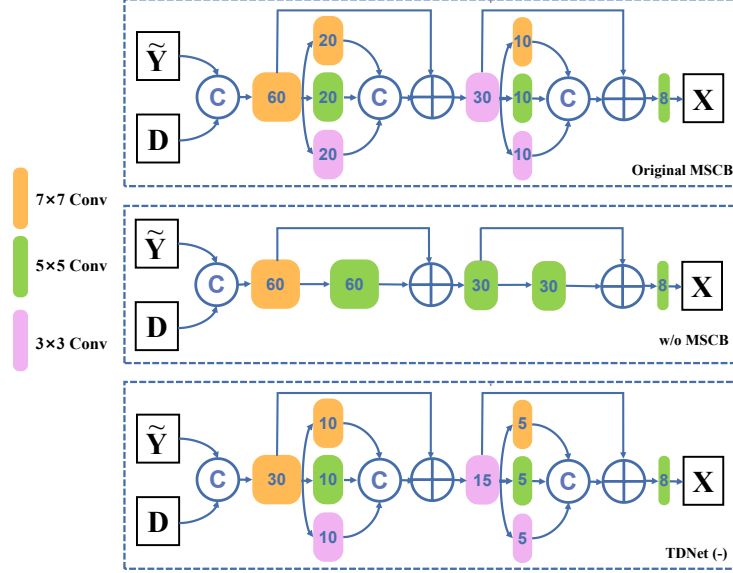 Ỹ
D
C
60
20
20
20
C
30
10
10
10
C
8
X
Original MSCB
7×7 Conv
5×5 Conv
3×3 Conv
Ỹ
D
C
60
60
30
30
8
X
w/o MSCB
Ỹ
D
C
30
10
10
10
C
15
5
5
5
C
8
X
TDNet (-)